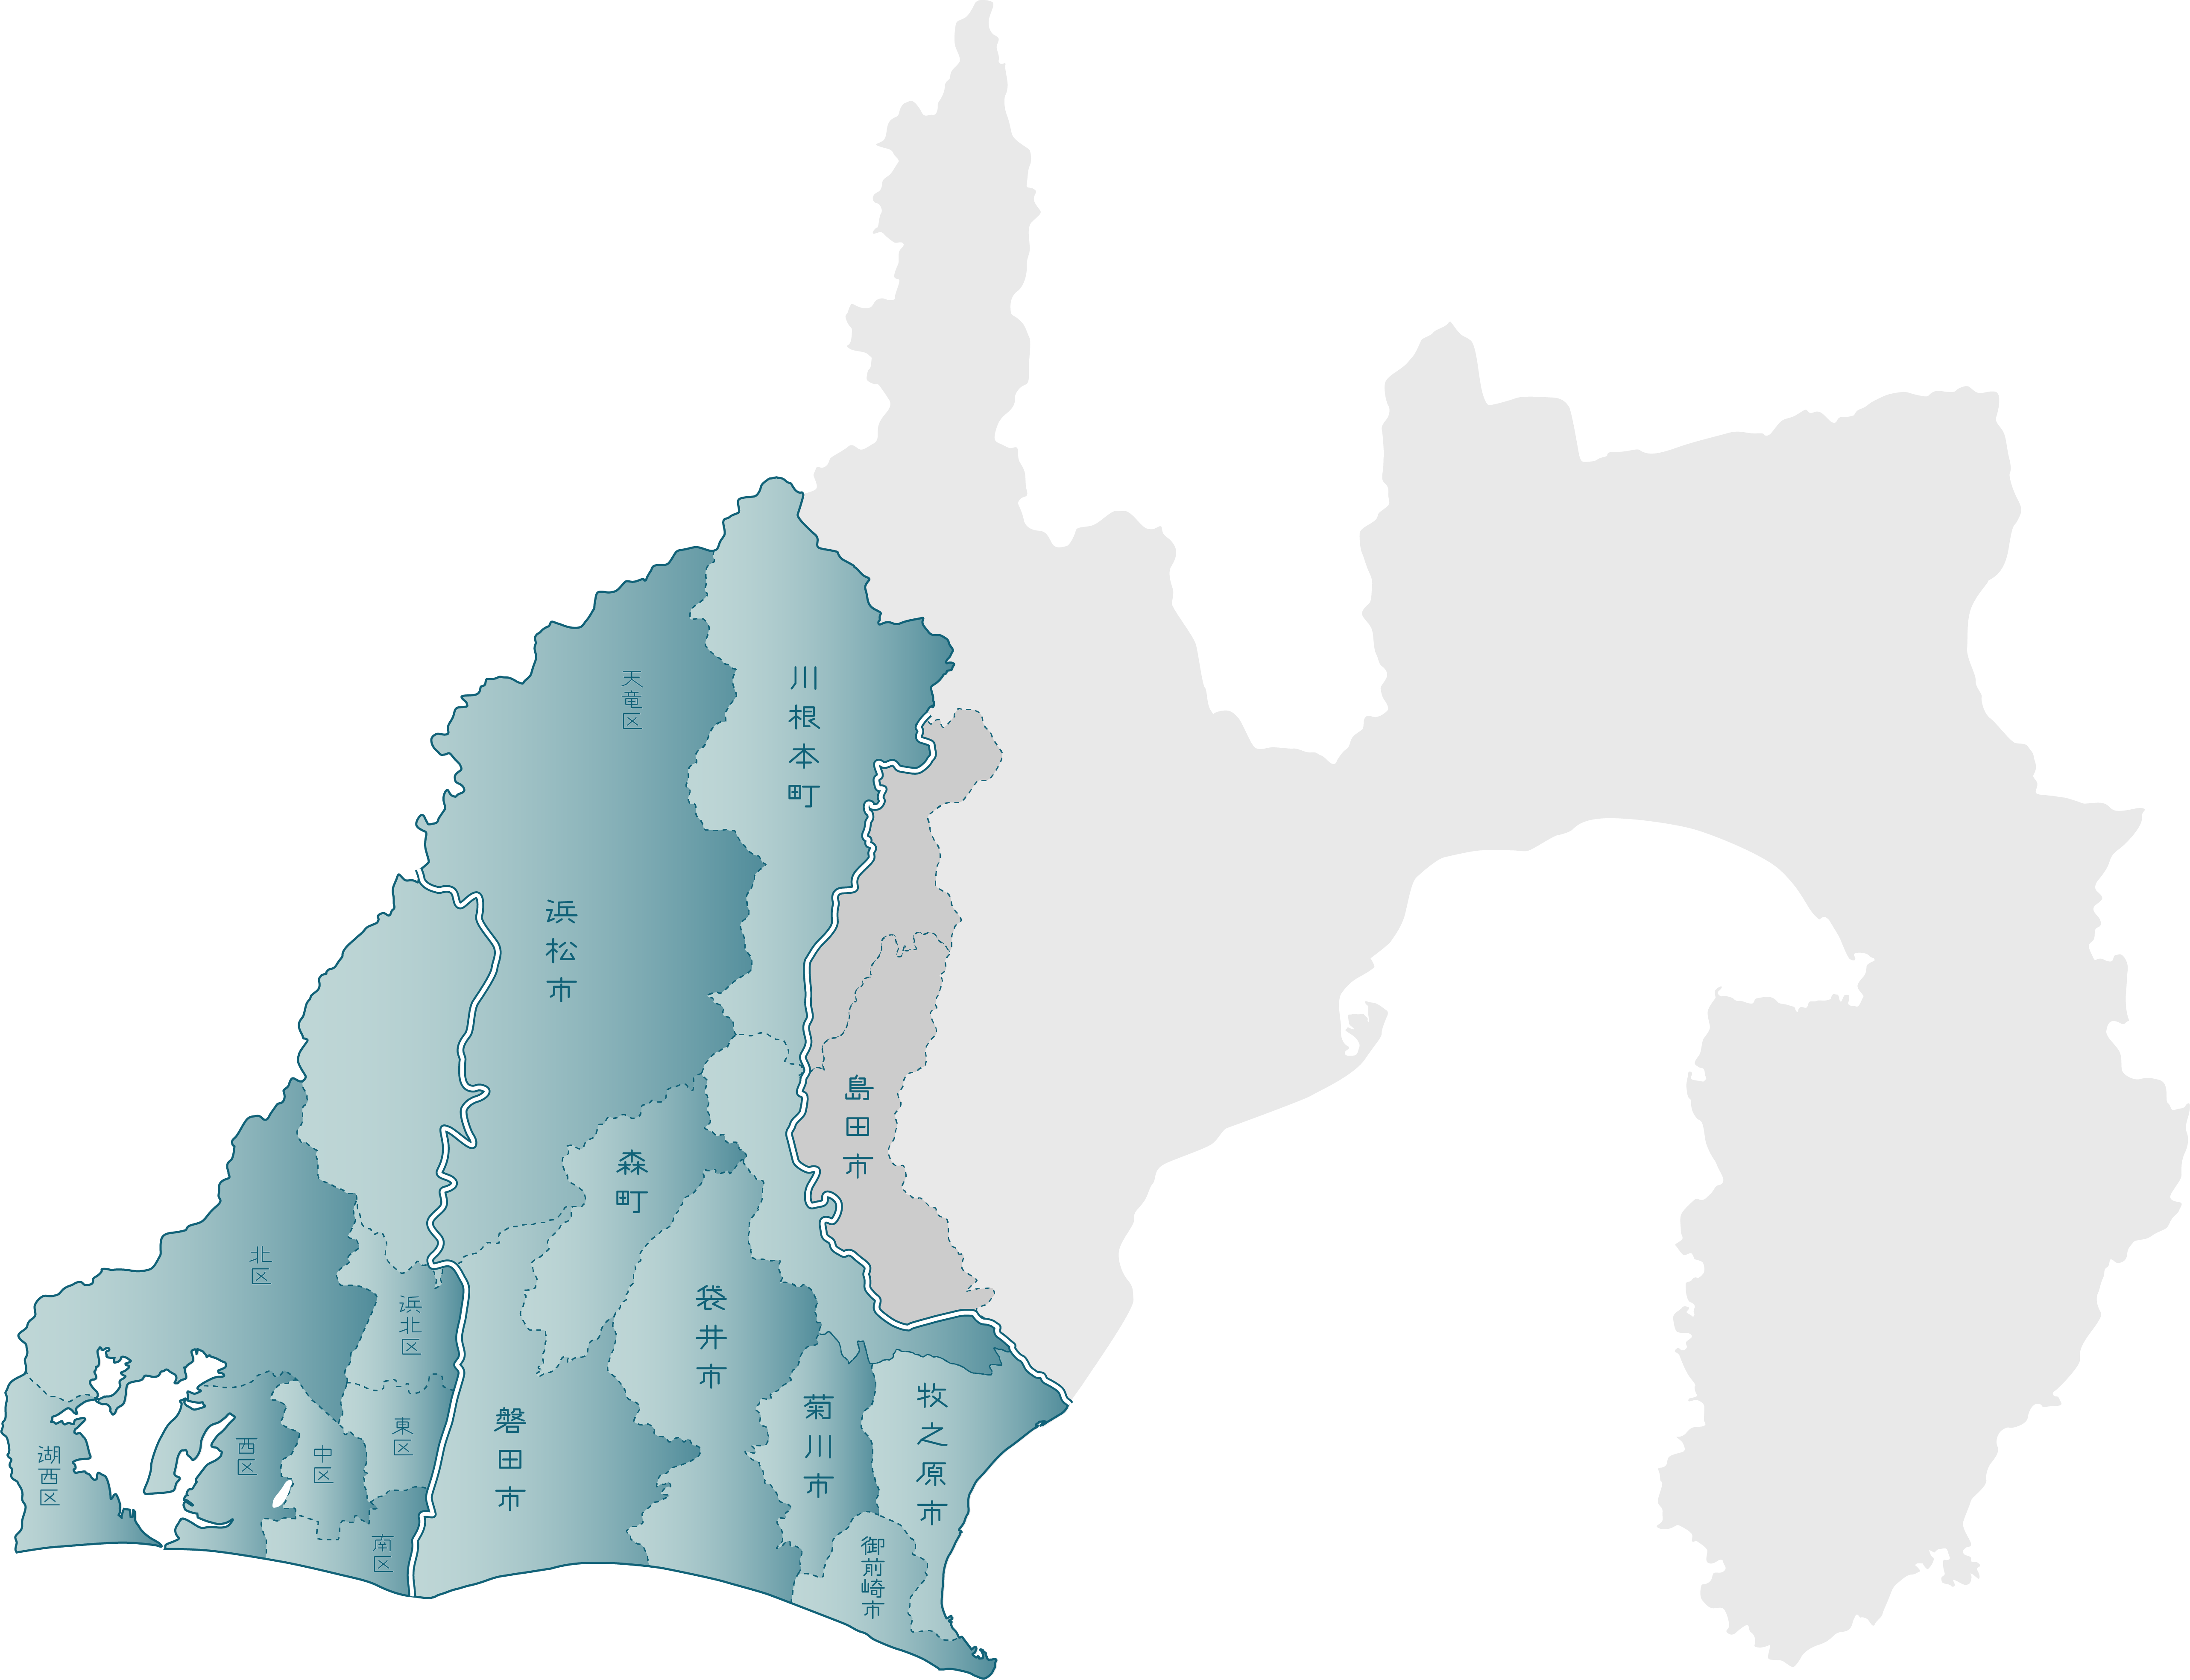 川根本町
天竜区
浜松市
島田市
森町
北区
浜北区
袋井市
牧之原市
菊川市
磐田市
東区
西区
中区
湖西区
南区
御前崎市